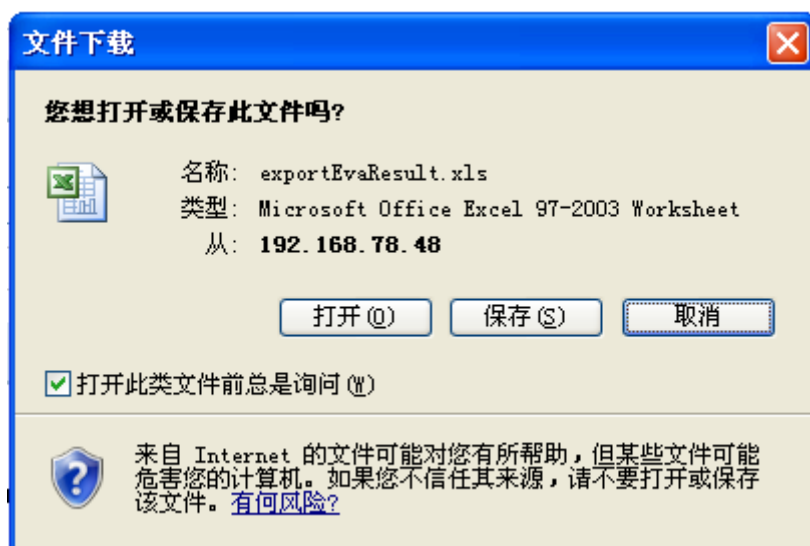 文件下载
您想打开或保存此文件吗?
名称: exportEvaResult.xls
类型: Microsoft Office Excel 97-2003 Worksheet
从: 192.168.78.48
打开(O) 保存(S) 取消
打开此类文件前总是询问(W)
来自 Internet 的文件可能对您有所帮助，但某些文件可能
危害您的计算机。如果您不信任其来源，请不要打开或保存
该文件。有何风险?